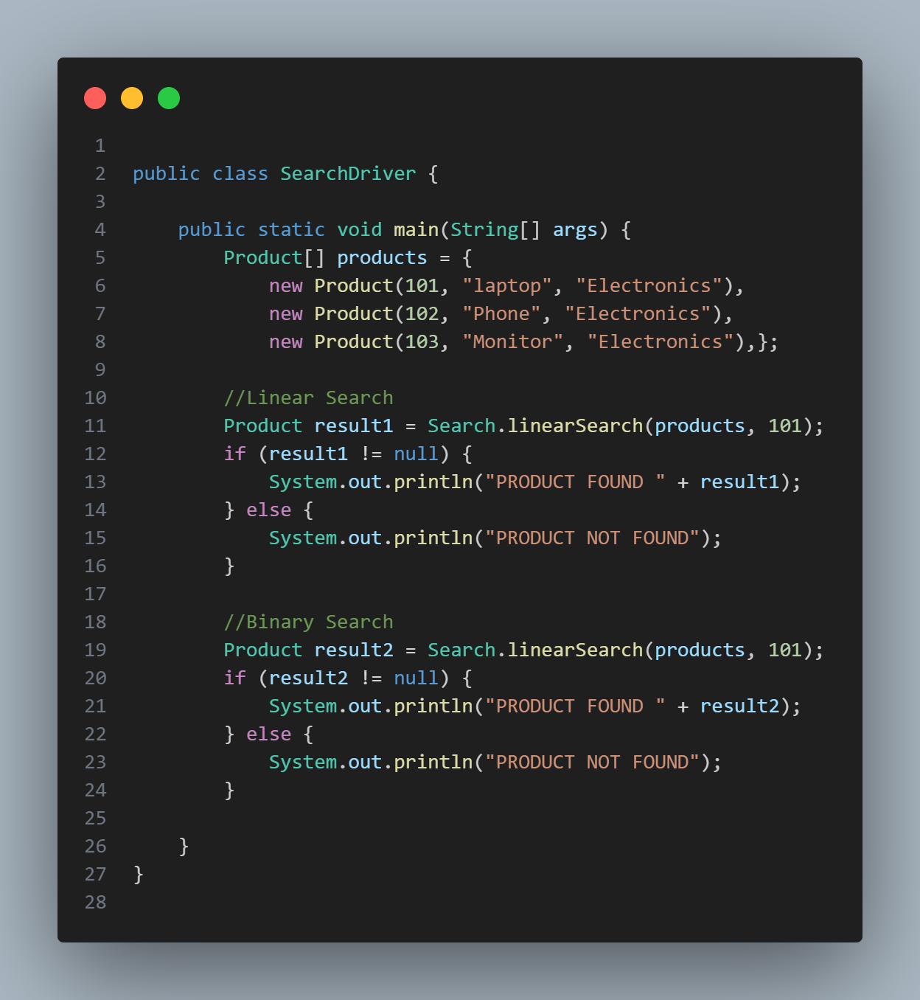 1
2 public class SearchDriver {
3
4     public static void main(String[] args) {
5         Product[] products = {
6             new Product(101, "laptop", "Electronics"),
7             new Product(102, "Phone", "Electronics"),
8             new Product(103, "Monitor", "Electronics"),};
9
10         //Linear Search
11         Product result1 = Search.linearSearch(products, 101);
12         if (result1 != null) {
13             System.out.println("PRODUCT FOUND " + result1);
14         } else {
15             System.out.println("PRODUCT NOT FOUND");
16         }
17
18         //Binary Search
19         Product result2 = Search.linearSearch(products, 101);
20         if (result2 != null) {
21             System.out.println("PRODUCT FOUND " + result2);
22         } else {
23             System.out.println("PRODUCT NOT FOUND");
24         }
25
26     }
27 }
28